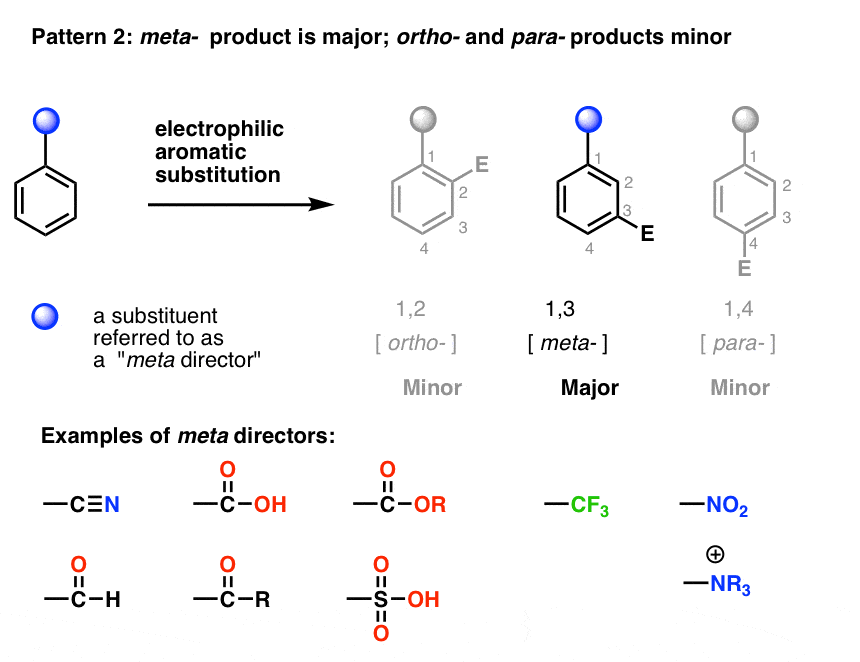 Pattern 2: meta- product is major; ortho- and para- products minor
electrophilic
aromatic
substitution
1
E
2
3
4
1
2
3
E
4
1
2
3
4
E
a substituent
referred to as
a "meta director"
1,2
[ ortho- ]
Minor
1,3
[ meta- ]
Major
1,4
[ para- ]
Minor
Examples of meta directors:
—C≡N
O
—C–OH
O
—C–OR
—CF₃
—NO₂
O
—C–H
O
—C–R
O
—S–OH
O
⊕
—NR₃